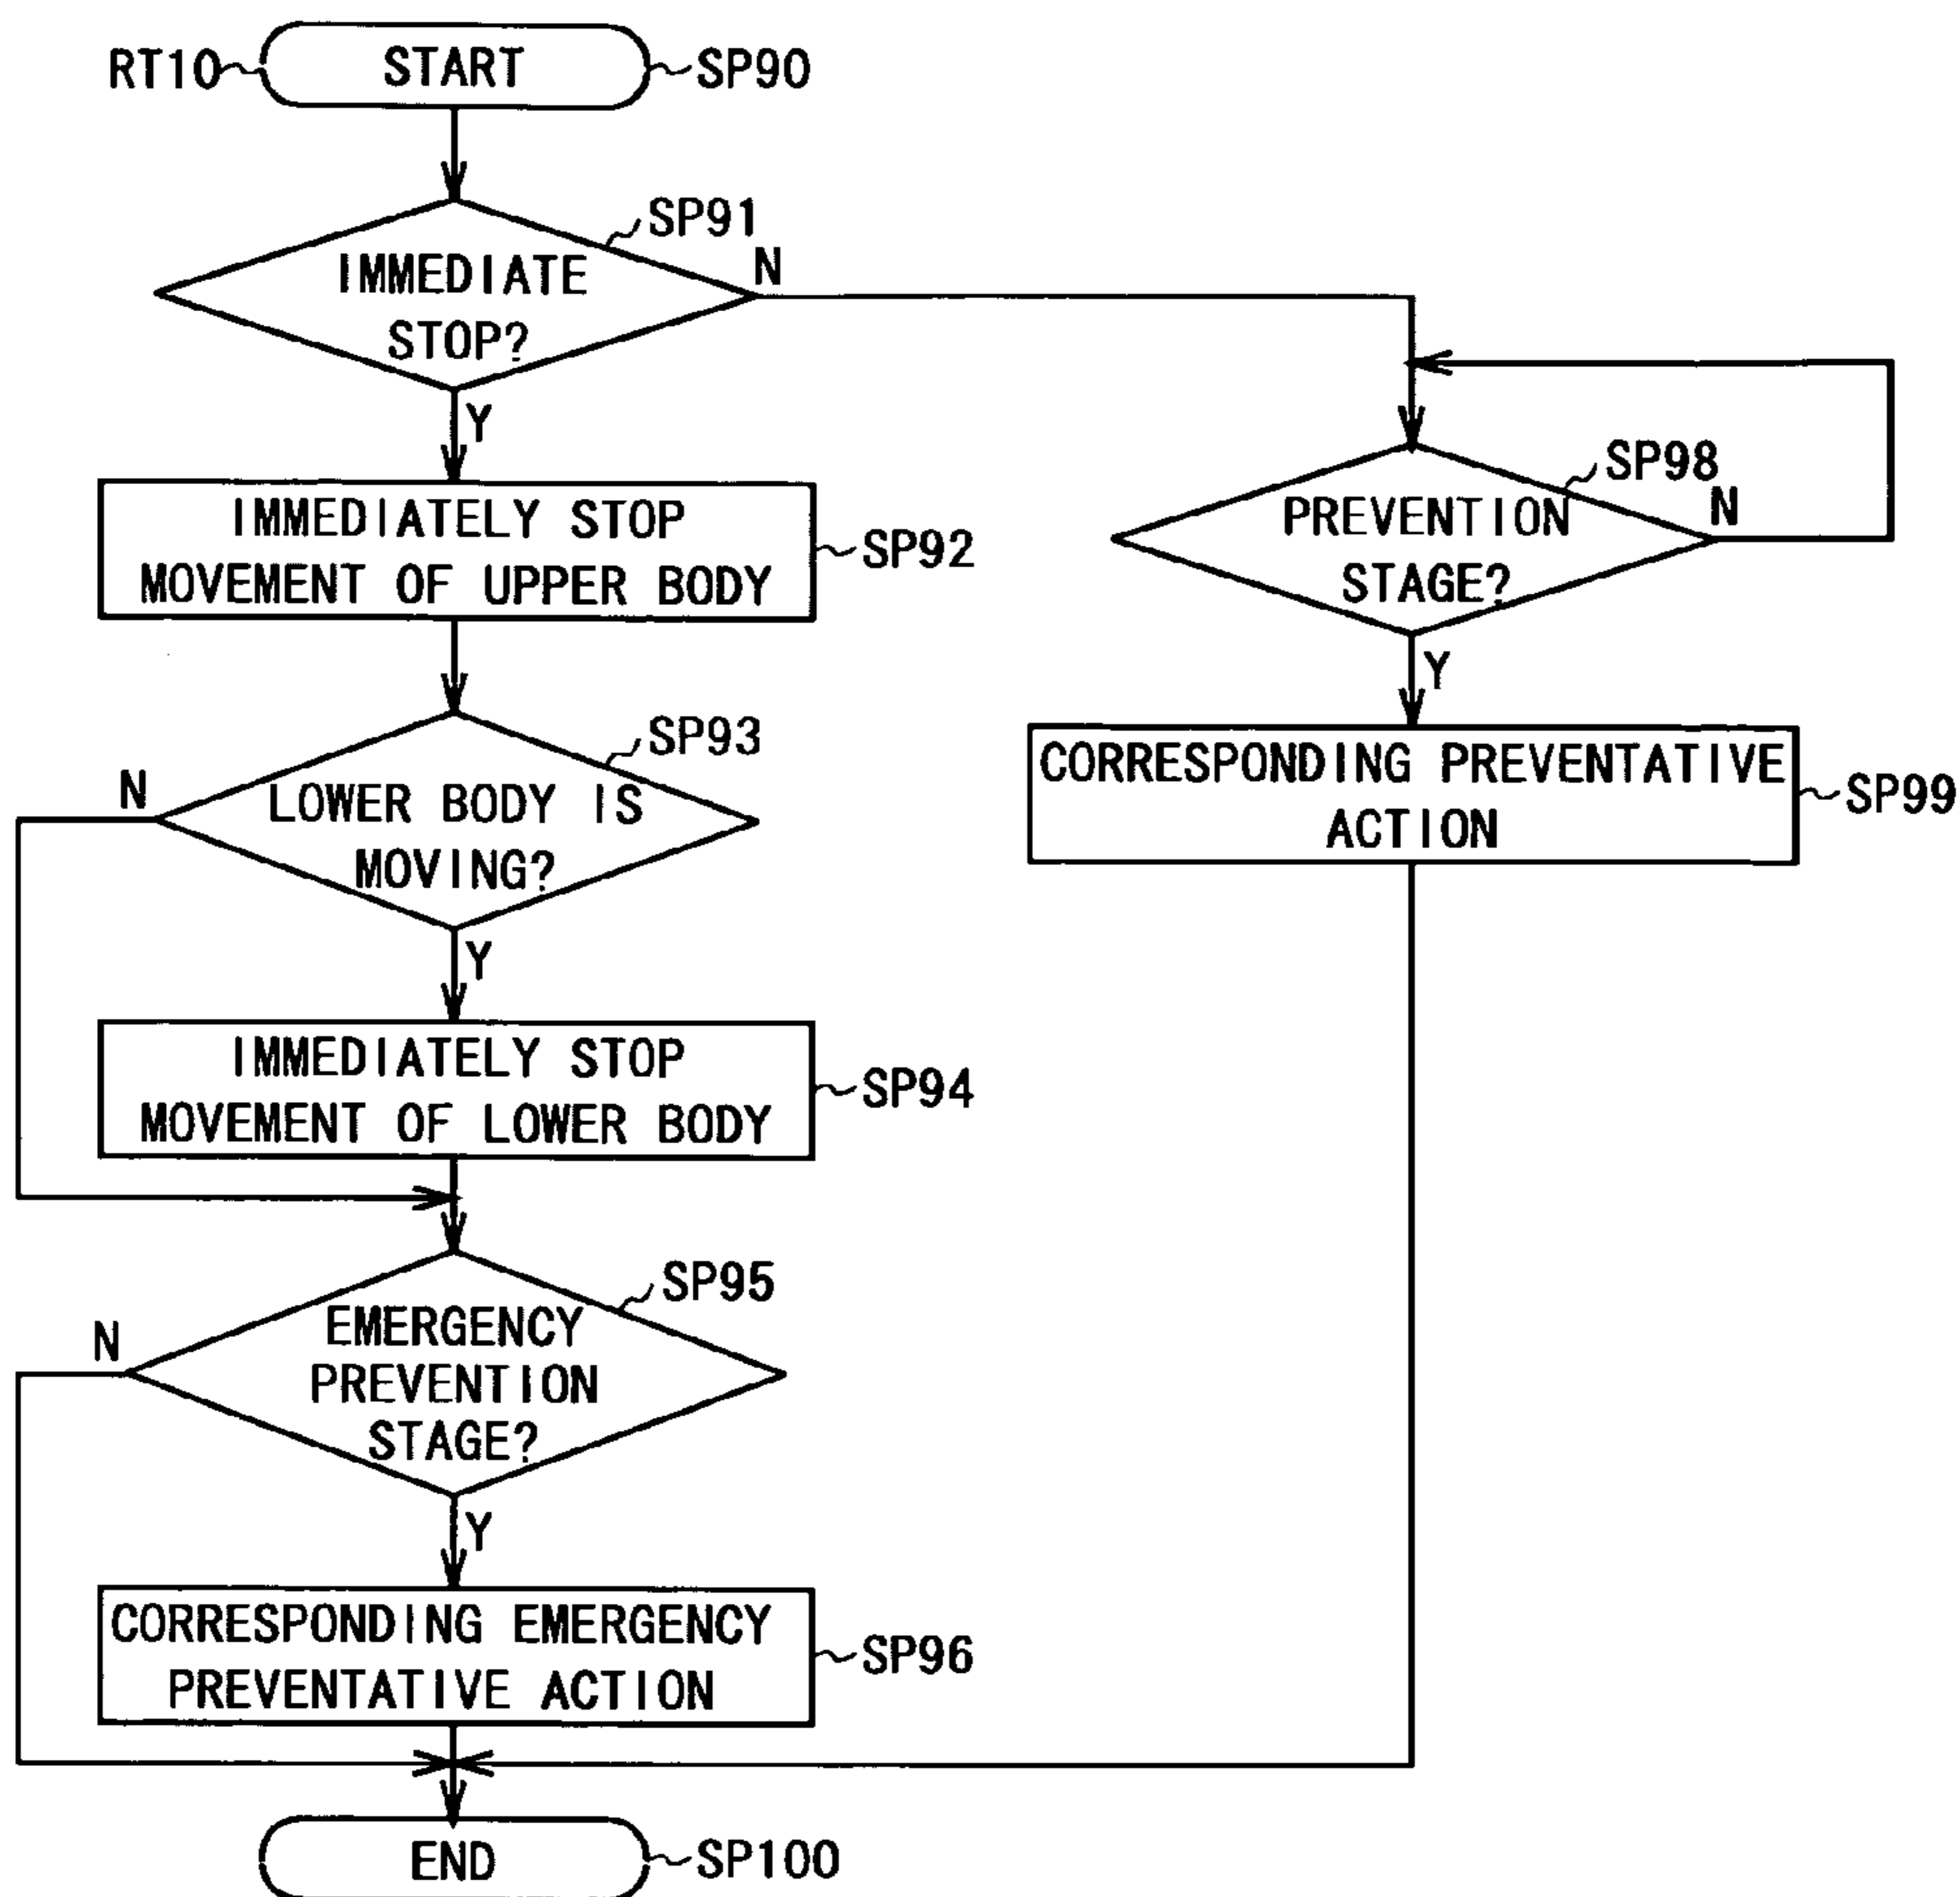 RT10
START
SP90
SP91
IMMEDIATE
STOP?
N
Y
IMMEDIATELY STOP
MOVEMENT OF UPPER BODY
SP92
SP93
N
LOWER BODY IS
MOVING?
Y
IMMEDIATELY STOP
MOVEMENT OF LOWER BODY
SP94
SP95
N
EMERGENCY
PREVENTION
STAGE?
Y
CORRESPONDING EMERGENCY
PREVENTATIVE ACTION
SP96
SP98
PREVENTION
STAGE?
N
Y
CORRESPONDING PREVENTATIVE
ACTION
SP99
END
SP100